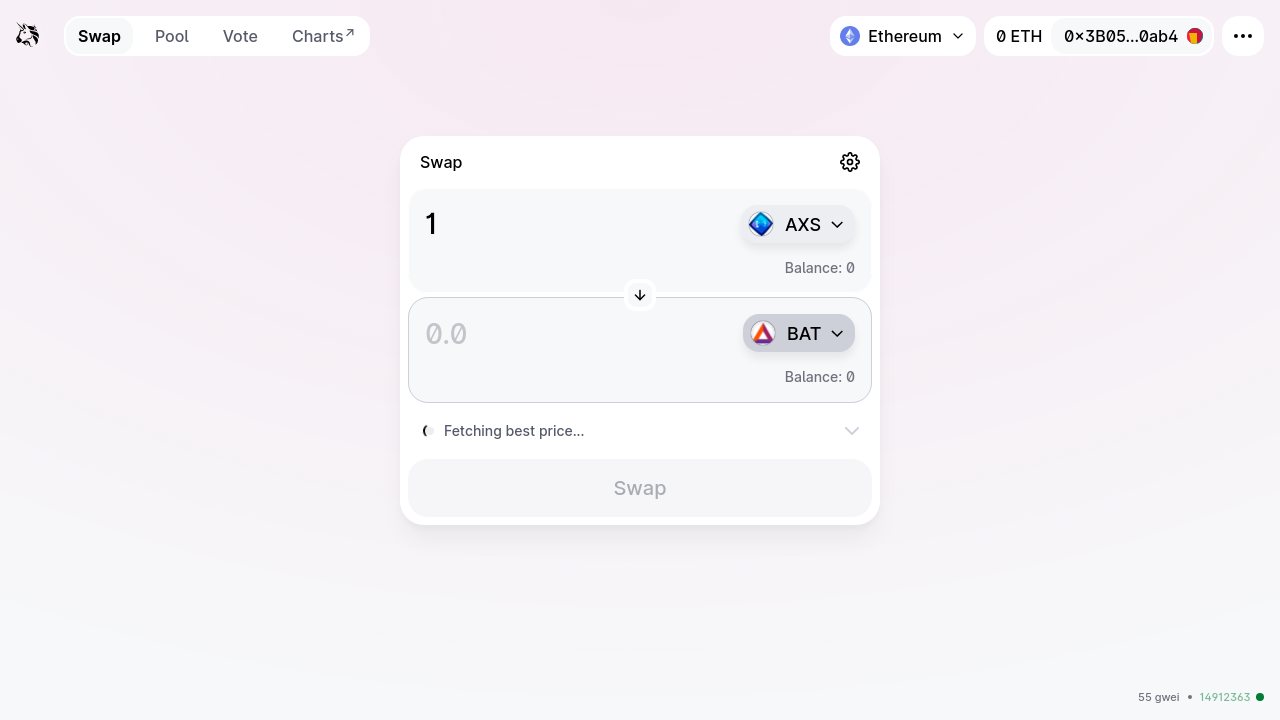 Swap Pool Vote Charts↗ Ethereum 0 ETH 0x3B05...0ab4
Swap
1 AXS
Balance: 0
0.0 BAT
Balance: 0
Fetching best price...
Swap
55 gwei • 14912363